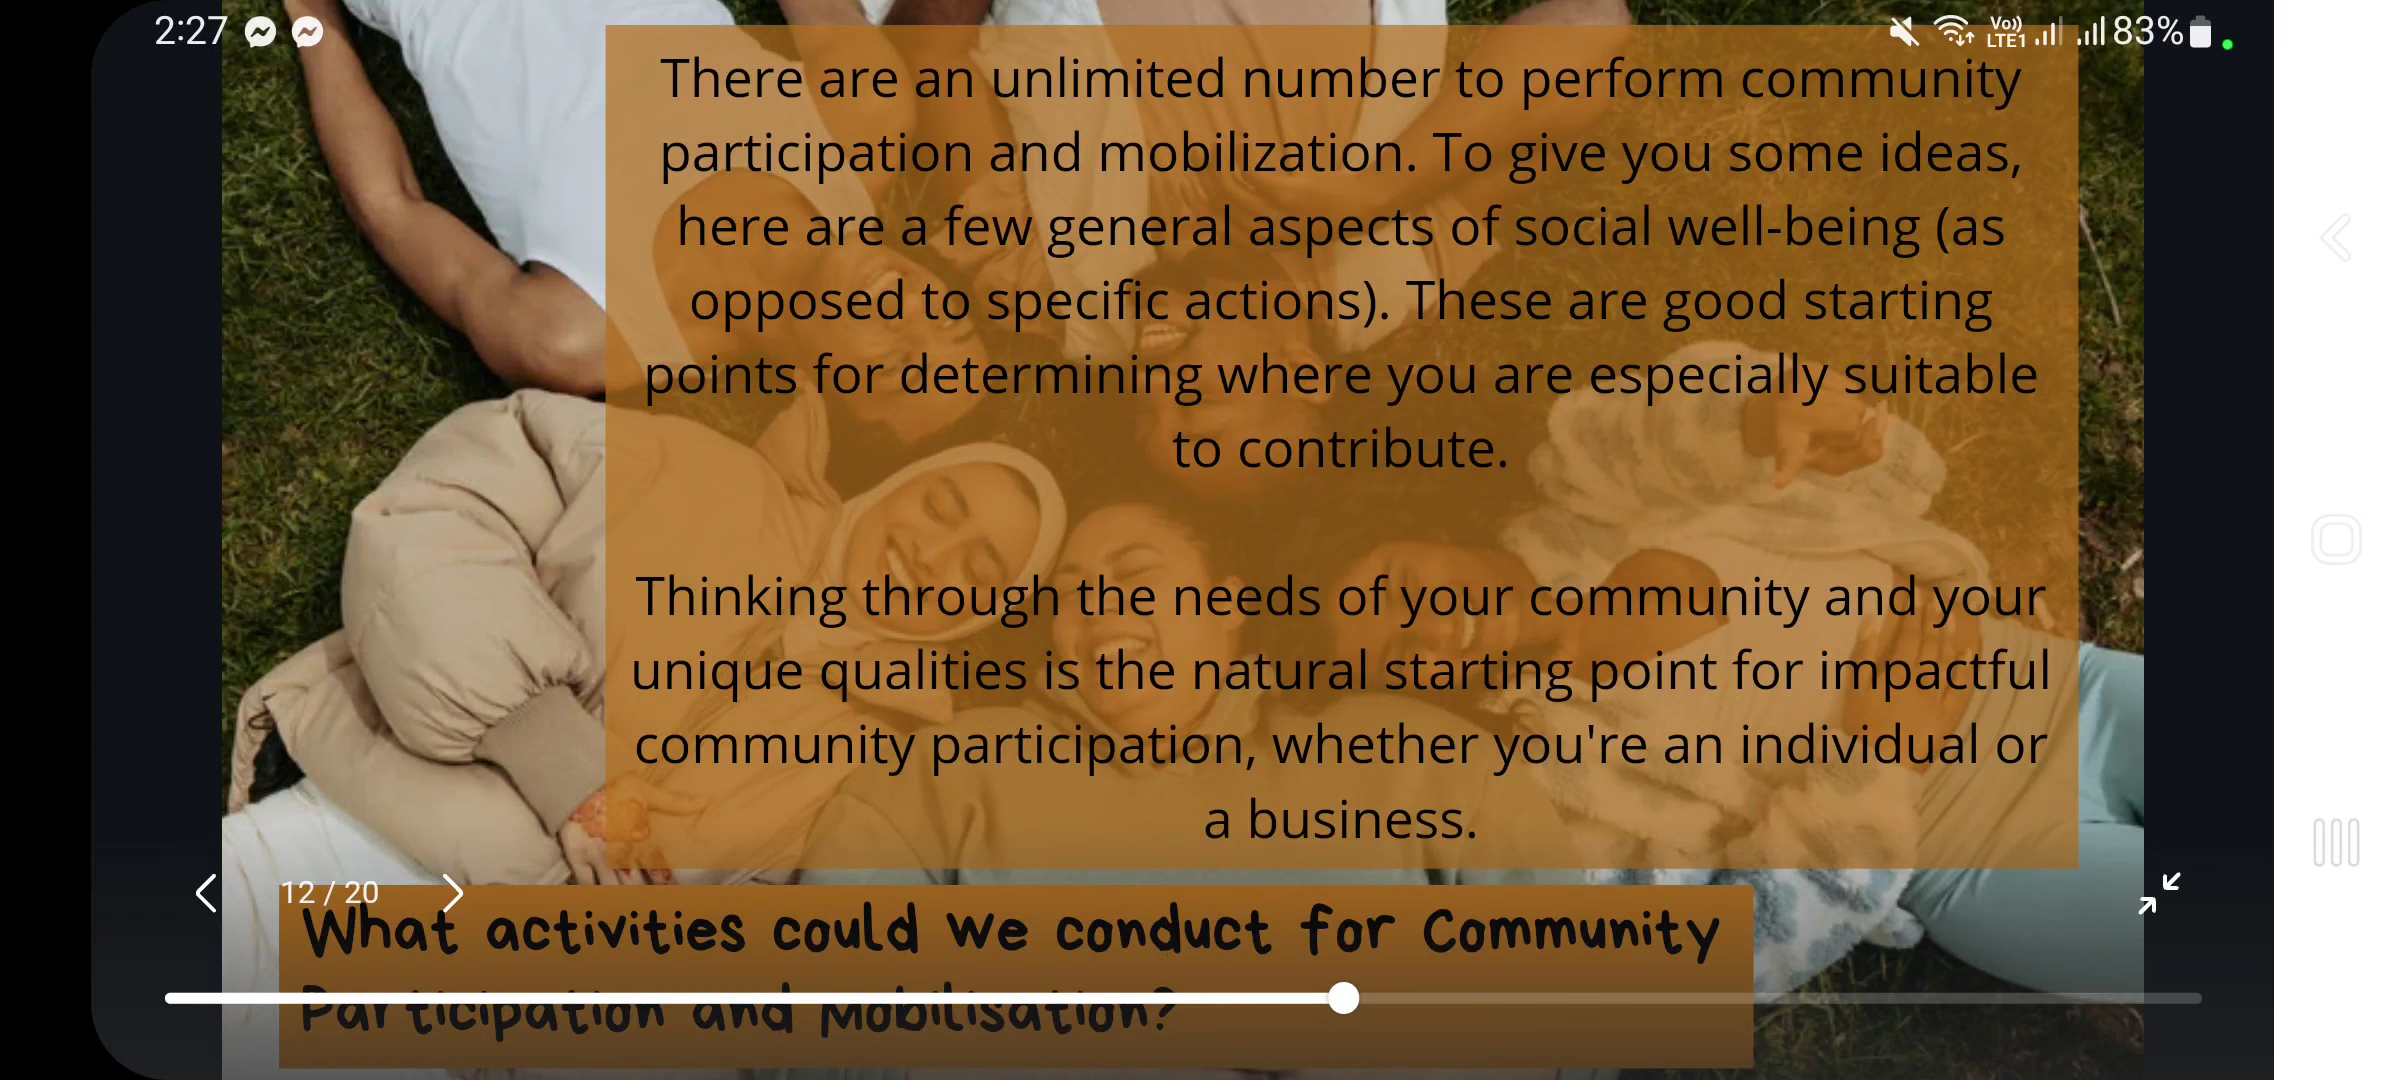 2:27
Vo))
LTE1
83%
There are an unlimited number to perform community
participation and mobilization. To give you some ideas,
here are a few general aspects of social well-being (as
opposed to specific actions). These are good starting
points for determining where you are especially suitable
to contribute.
Thinking through the needs of your community and your
unique qualities is the natural starting point for impactful
community participation, whether you're an individual or
a business.
12 / 20
What activities could we conduct for Community
Participation and Mobilisation?